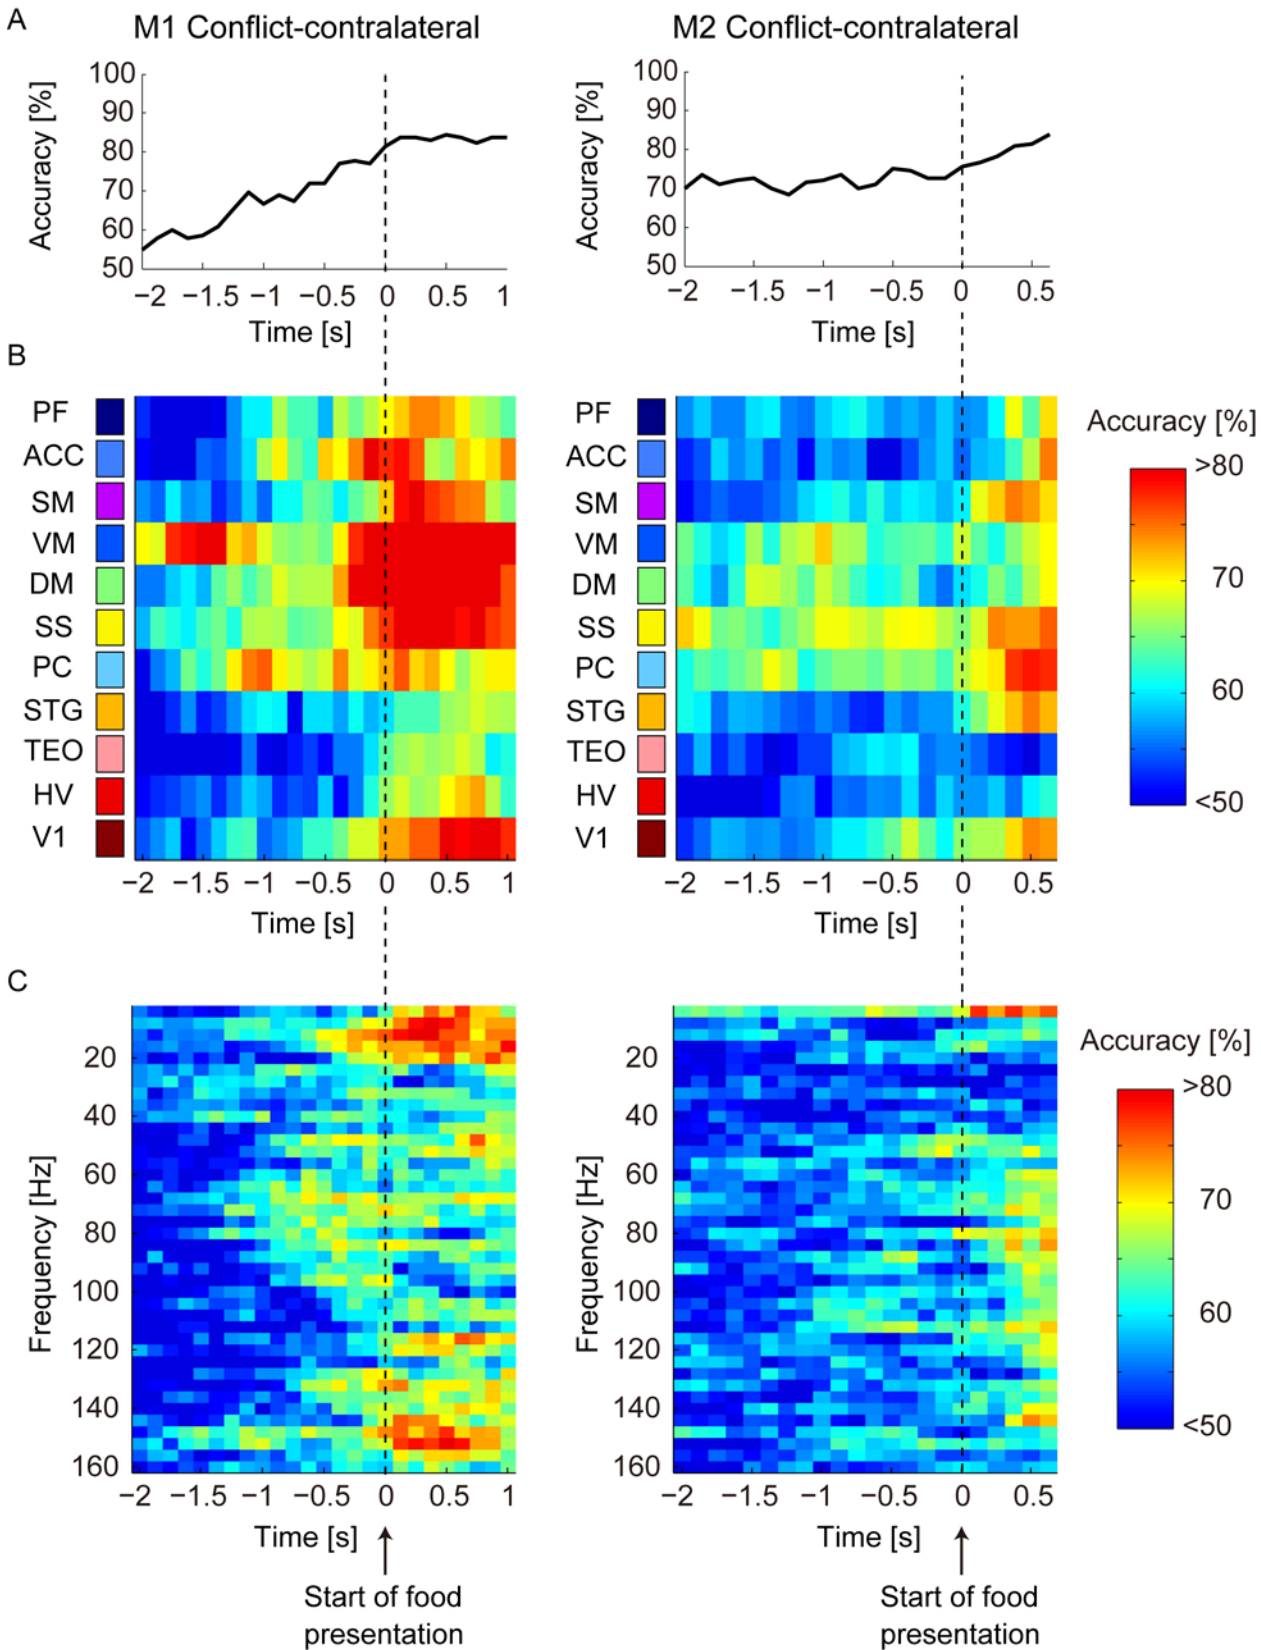 A
M1 Conflict-contralateral
M2 Conflict-contralateral
Accuracy [%]
100
90
80
70
60
50
−2 −1.5 −1 −0.5 0 0.5 1
Time [s]
Accuracy [%]
100
90
80
70
60
50
−2 −1.5 −1 −0.5 0 0.5
Time [s]
B
PF
ACC
SM
VM
DM
SS
PC
STG
TEO
HV
V1
−2 −1.5 −1 −0.5 0 0.5 1
Time [s]
PF
ACC
SM
VM
DM
SS
PC
STG
TEO
HV
V1
−2 −1.5 −1 −0.5 0 0.5
Time [s]
Accuracy [%]
>80
70
60
<50
C
Frequency [Hz]
20
40
60
80
100
120
140
160
−2 −1.5 −1 −0.5 0 0.5 1
Time [s]
Start of food
presentation
Frequency [Hz]
20
40
60
80
100
120
140
160
−2 −1.5 −1 −0.5 0 0.5
Time [s]
Start of food
presentation
Accuracy [%]
>80
70
60
<50